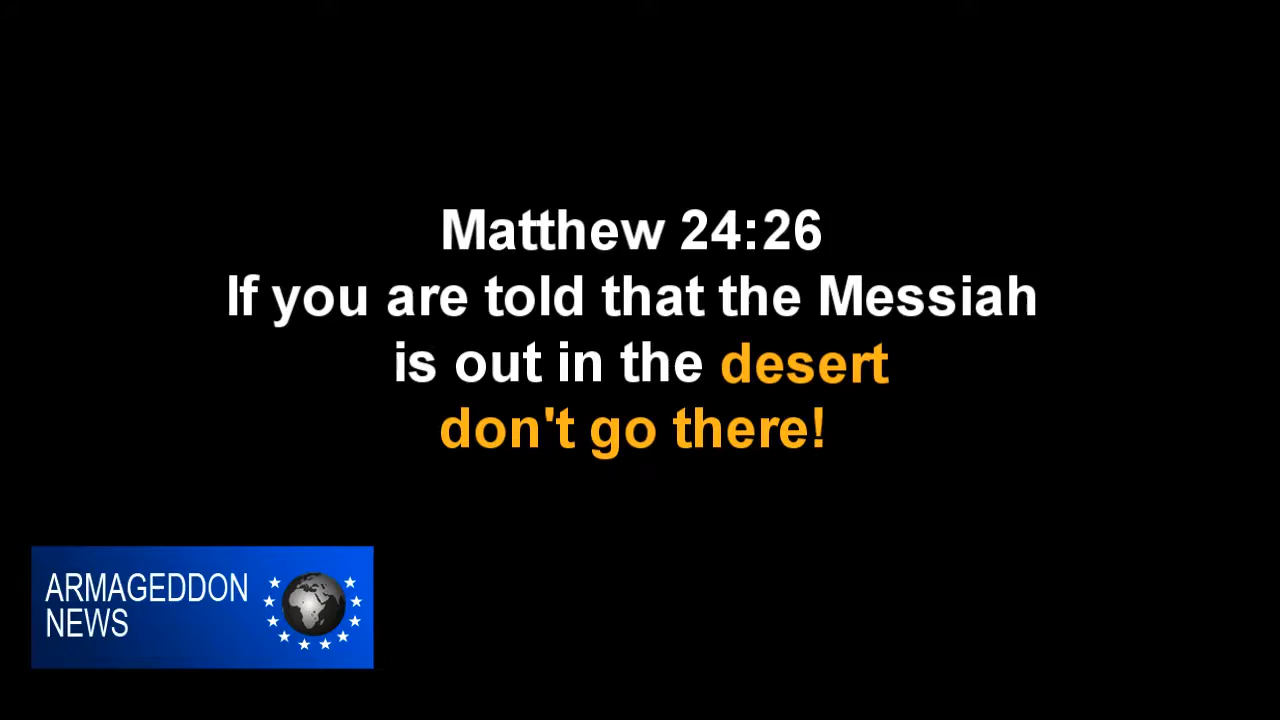 Matthew 24:26
If you are told that the Messiah
is out in the desert
don't go there!
ARMAGEDDON
NEWS